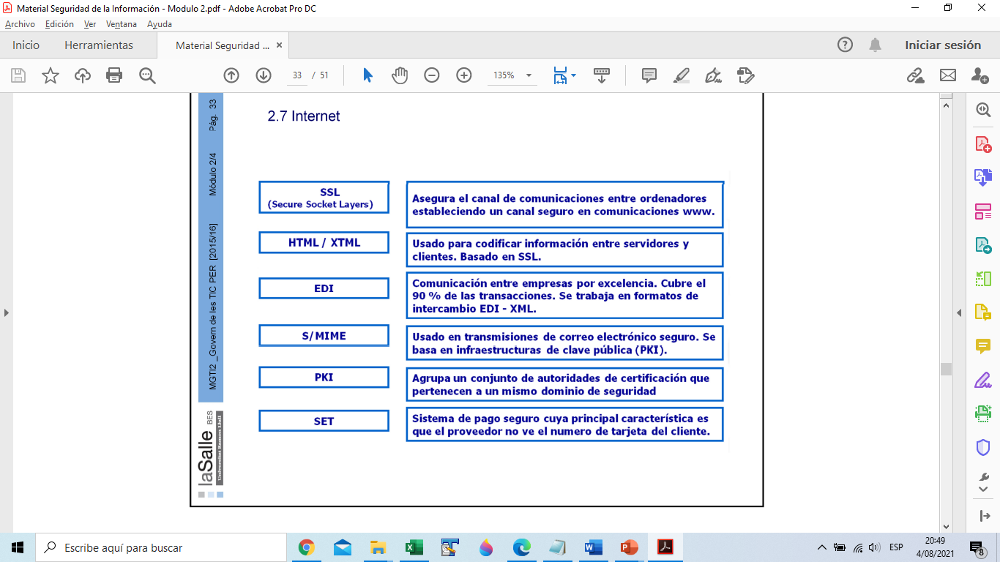 Material Seguridad de la Información - Modulo 2.pdf - Adobe Acrobat Pro DC
Archivo Edición Ver Ventana Ayuda
Inicio Herramientas Material Seguridad ... Iniciar sesión
33 / 51 135%
Pág. 33
Módulo 2/4
MGTI2 _Govern de les TIC PER [2015/16]
laSalle BES
Universitat Ramon Llull
2.7 Internet
SSL
(Secure Socket Layers)
Asegura el canal de comunicaciones entre ordenadores
estableciendo un canal seguro en comunicaciones www.
HTML / XTML
Usado para codificar información entre servidores y
clientes. Basado en SSL.
EDI
Comunicación entre empresas por excelencia. Cubre el
90 % de las transacciones. Se trabaja en formatos de
intercambio EDI - XML.
S/MIME
Usado en transmisiones de correo electrónico seguro. Se
basa en infraestructuras de clave pública (PKI).
PKI
Agrupa un conjunto de autoridades de certificación que
pertenecen a un mismo dominio de seguridad
SET
Sistema de pago seguro cuya principal característica es
que el proveedor no ve el numero de tarjeta del cliente.
Escribe aquí para buscar
ESP
20:49
4/08/2021
8